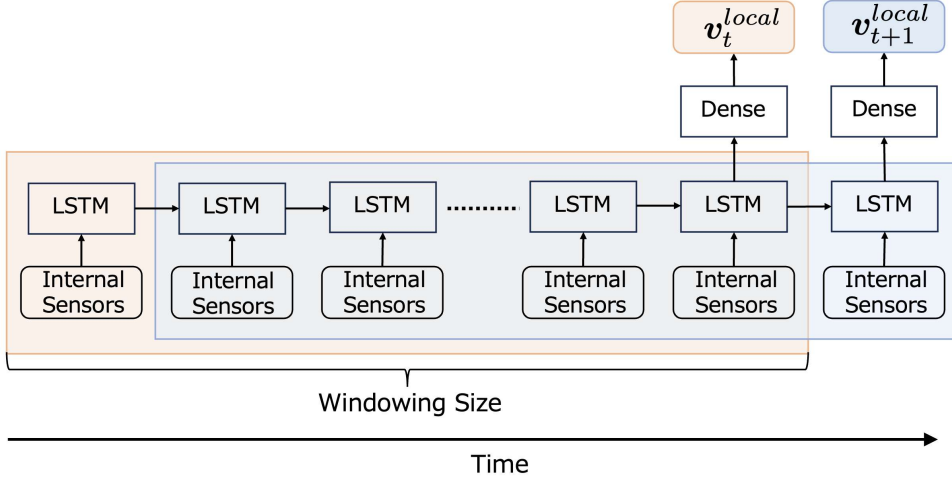 v_t^{local} v_{t+1}^{local}
Dense Dense
LSTM LSTM LSTM LSTM LSTM LSTM
Internal Internal Internal Internal Internal Internal
Sensors Sensors Sensors Sensors Sensors Sensors
Windowing Size
Time